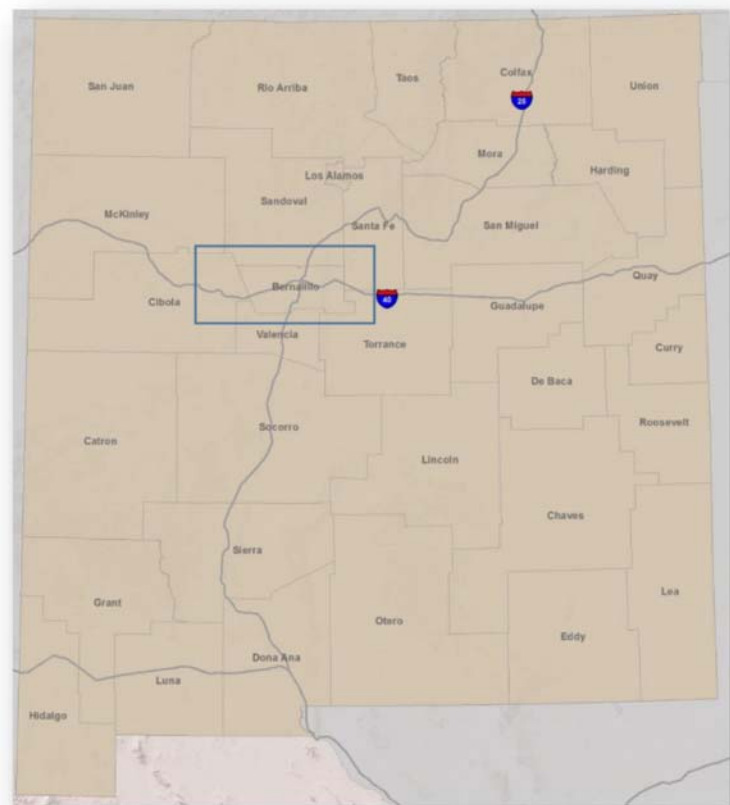 San Juan
Rio Arriba
Taos
Colfax
Union
25
Mora
Harding
Los Alamos
McKinley
Sandoval
Santa Fe
San Miguel
Quay
Bernalillo
Cibola
40
Guadalupe
Valencia
Torrance
Curry
De Baca
Roosevelt
Catron
Socorro
Lincoln
Chaves
Sierra
Grant
Otero
Lea
Eddy
Dona Ana
Luna
Hidalgo